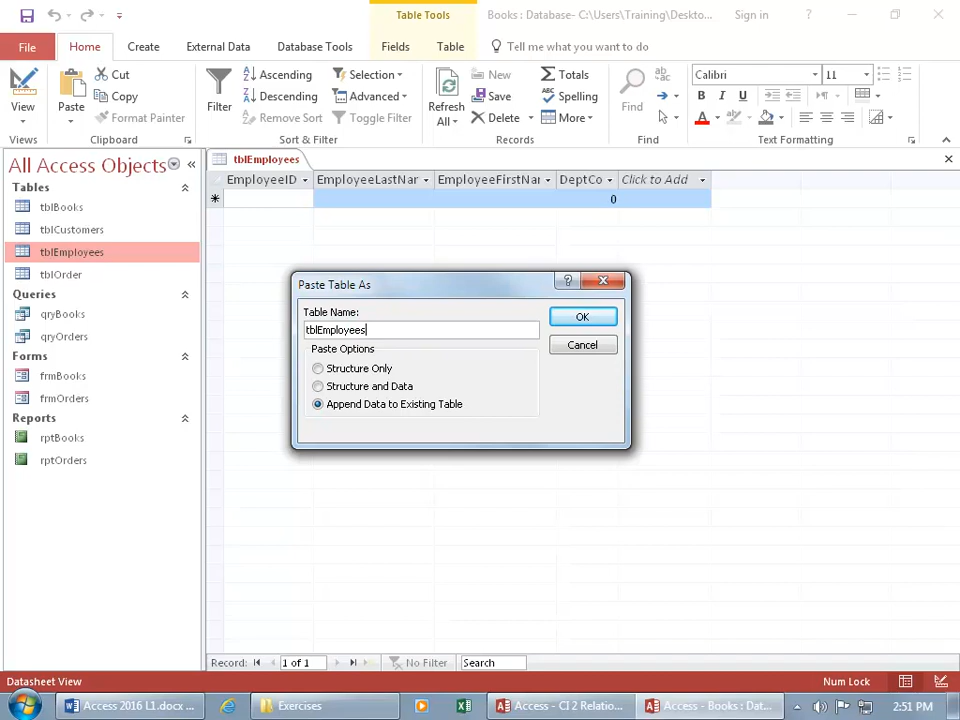 Table Tools
Books : Database- C:\Users\Training\Deskto...
Sign in
?
File
Home
Create
External Data
Database Tools
Fields
Table
Tell me what you want to do
View
Paste
Cut
Copy
Format Painter
Filter
Ascending
Descending
Remove Sort
Selection
Advanced
Toggle Filter
Refresh
All
New
Save
Delete
Totals
Spelling
More
Find
Calibri
11
B I U
Views
Clipboard
Sort & Filter
Records
Find
Text Formatting
All Access Objects
Tables
tblBooks
tblCustomers
tblEmployees
tblOrder
Queries
qryBooks
qryOrders
Forms
frmBooks
frmOrders
Reports
rptBooks
rptOrders
tblEmployees
EmployeeID
EmployeeLastNar
EmployeeFirstNar
DeptCo
Click to Add
0
Paste Table As
?
Table Name:
tblEmployees
Paste Options
Structure Only
Structure and Data
Append Data to Existing Table
OK
Cancel
Record:
1 of 1
No Filter
Search
Datasheet View
Num Lock
Access 2016 L1.docx ...
Exercises
Access - CI 2 Relatio...
Access - Books : Dat...
2:51 PM